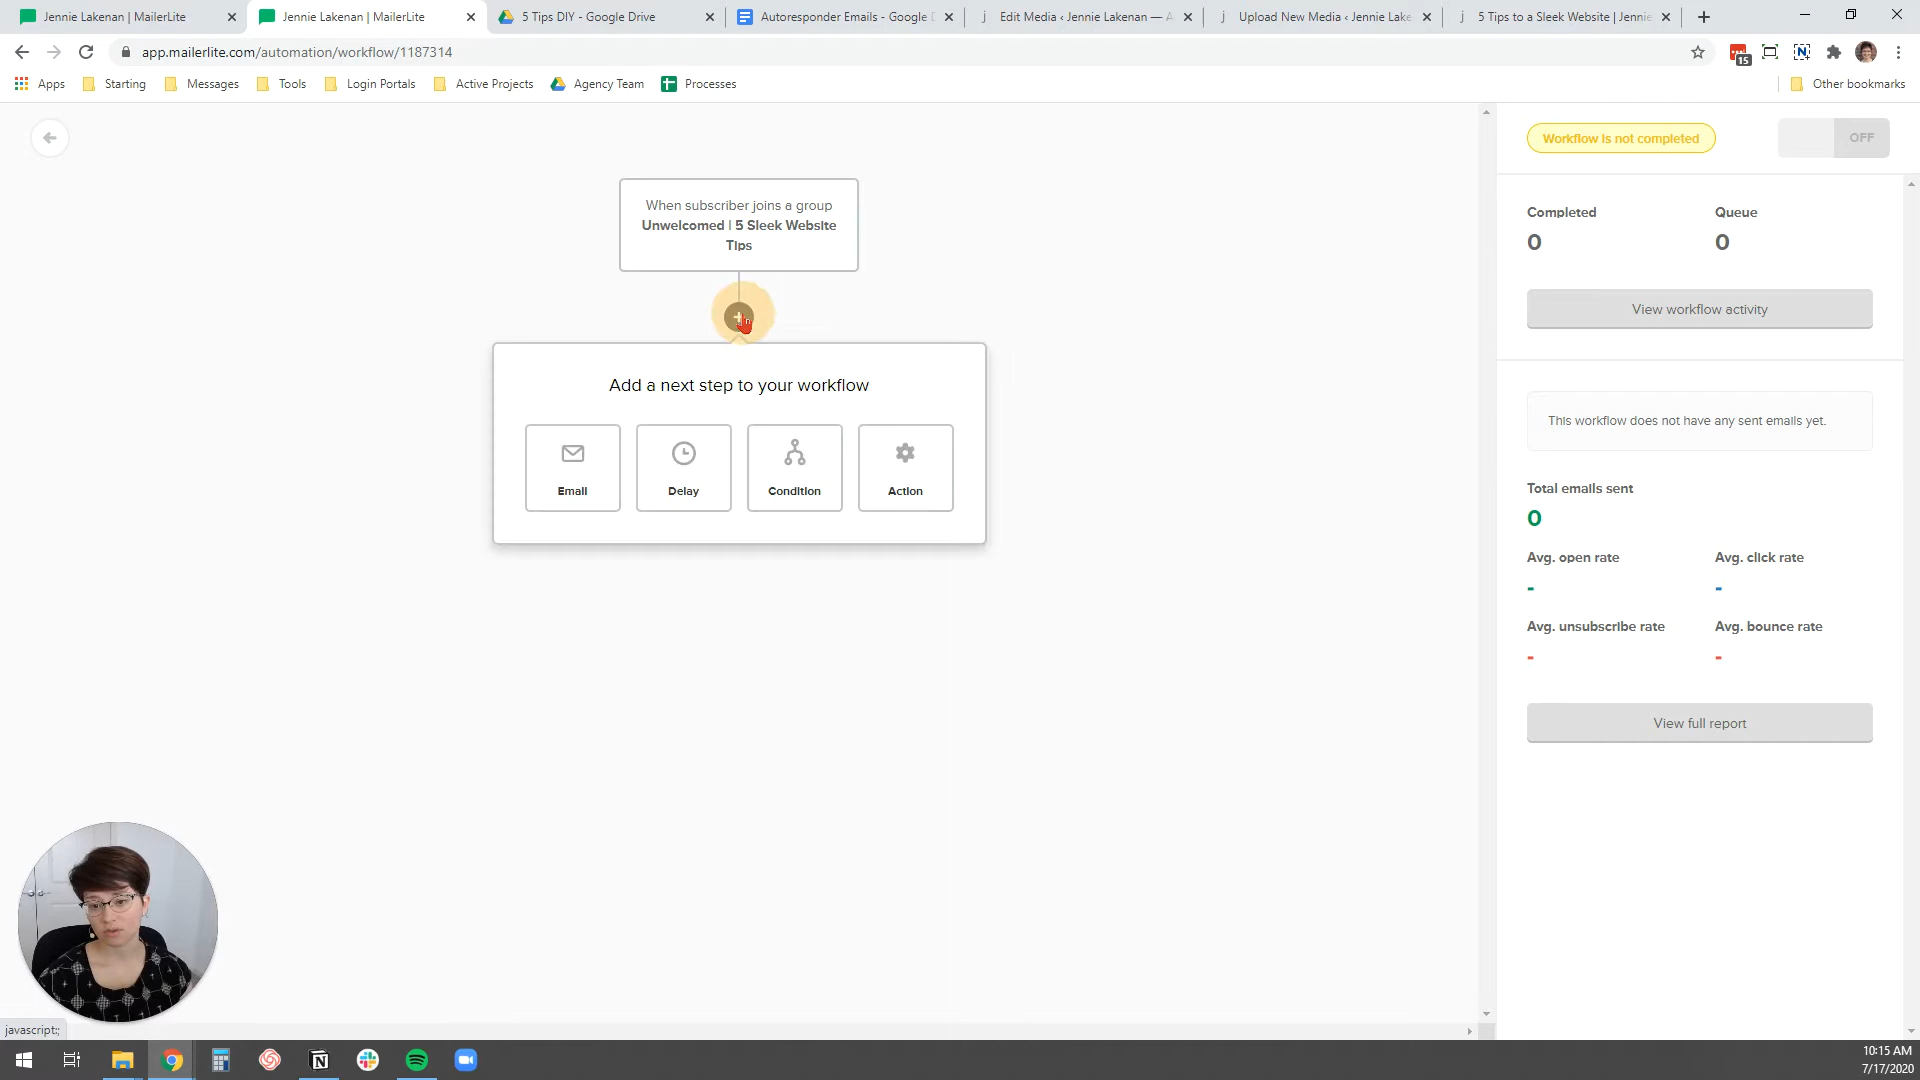 Jennie Lakenan | MailerLite
Jennie Lakenan | MailerLite
5 Tips DIY - Google Drive
Autoresponder Emails - Google D
Edit Media ‹ Jennie Lakenan — A
Upload New Media ‹ Jennie Lake
5 Tips to a Sleek Website | Jennie
app.mailerlite.com/automation/workflow/1187314
15
Apps
Starting
Messages
Tools
Login Portals
Active Projects
Agency Team
Processes
Other bookmarks
Workflow is not completed
OFF
When subscriber joins a group
Unwelcomed | 5 Sleek Website
Tips
Completed
Queue
0
0
View workflow activity
Add a next step to your workflow
Email
Delay
Condition
Action
This workflow does not have any sent emails yet.
Total emails sent
0
Avg. open rate
Avg. click rate
-
-
Avg. unsubscribe rate
Avg. bounce rate
-
-
View full report
javascript:;
10:15 AM
7/17/2020